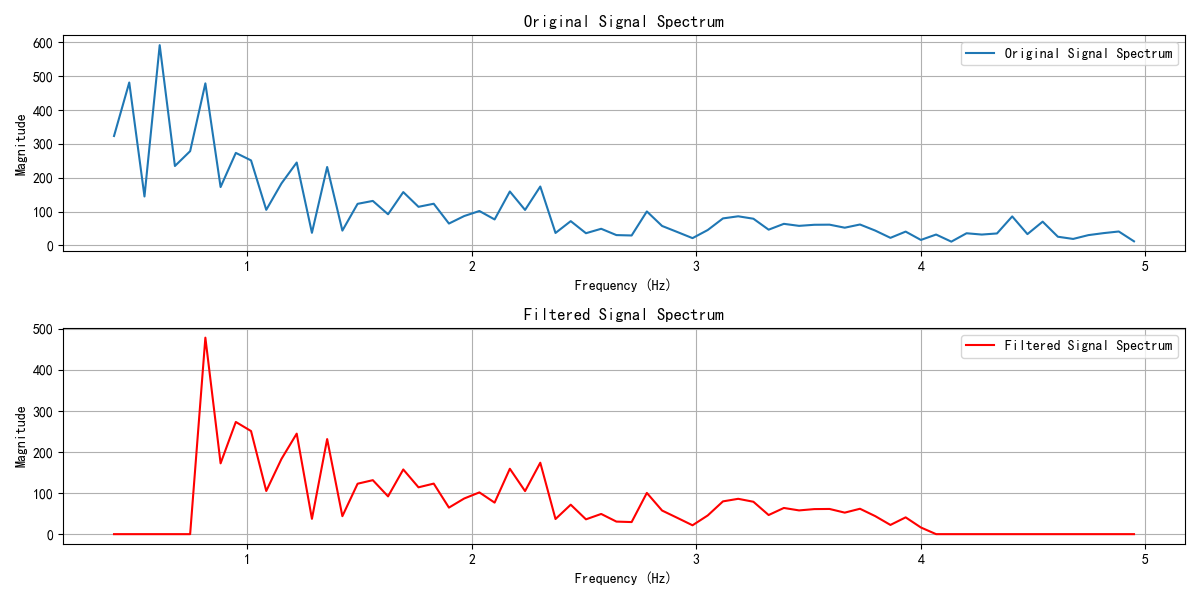 Original Signal Spectrum
600
500
400
300
200
100
0
Magnitude
Original Signal Spectrum
1 2 3 4 5
Frequency (Hz)
Filtered Signal Spectrum
500
400
300
200
100
0
Magnitude
Filtered Signal Spectrum
1 2 3 4 5
Frequency (Hz)